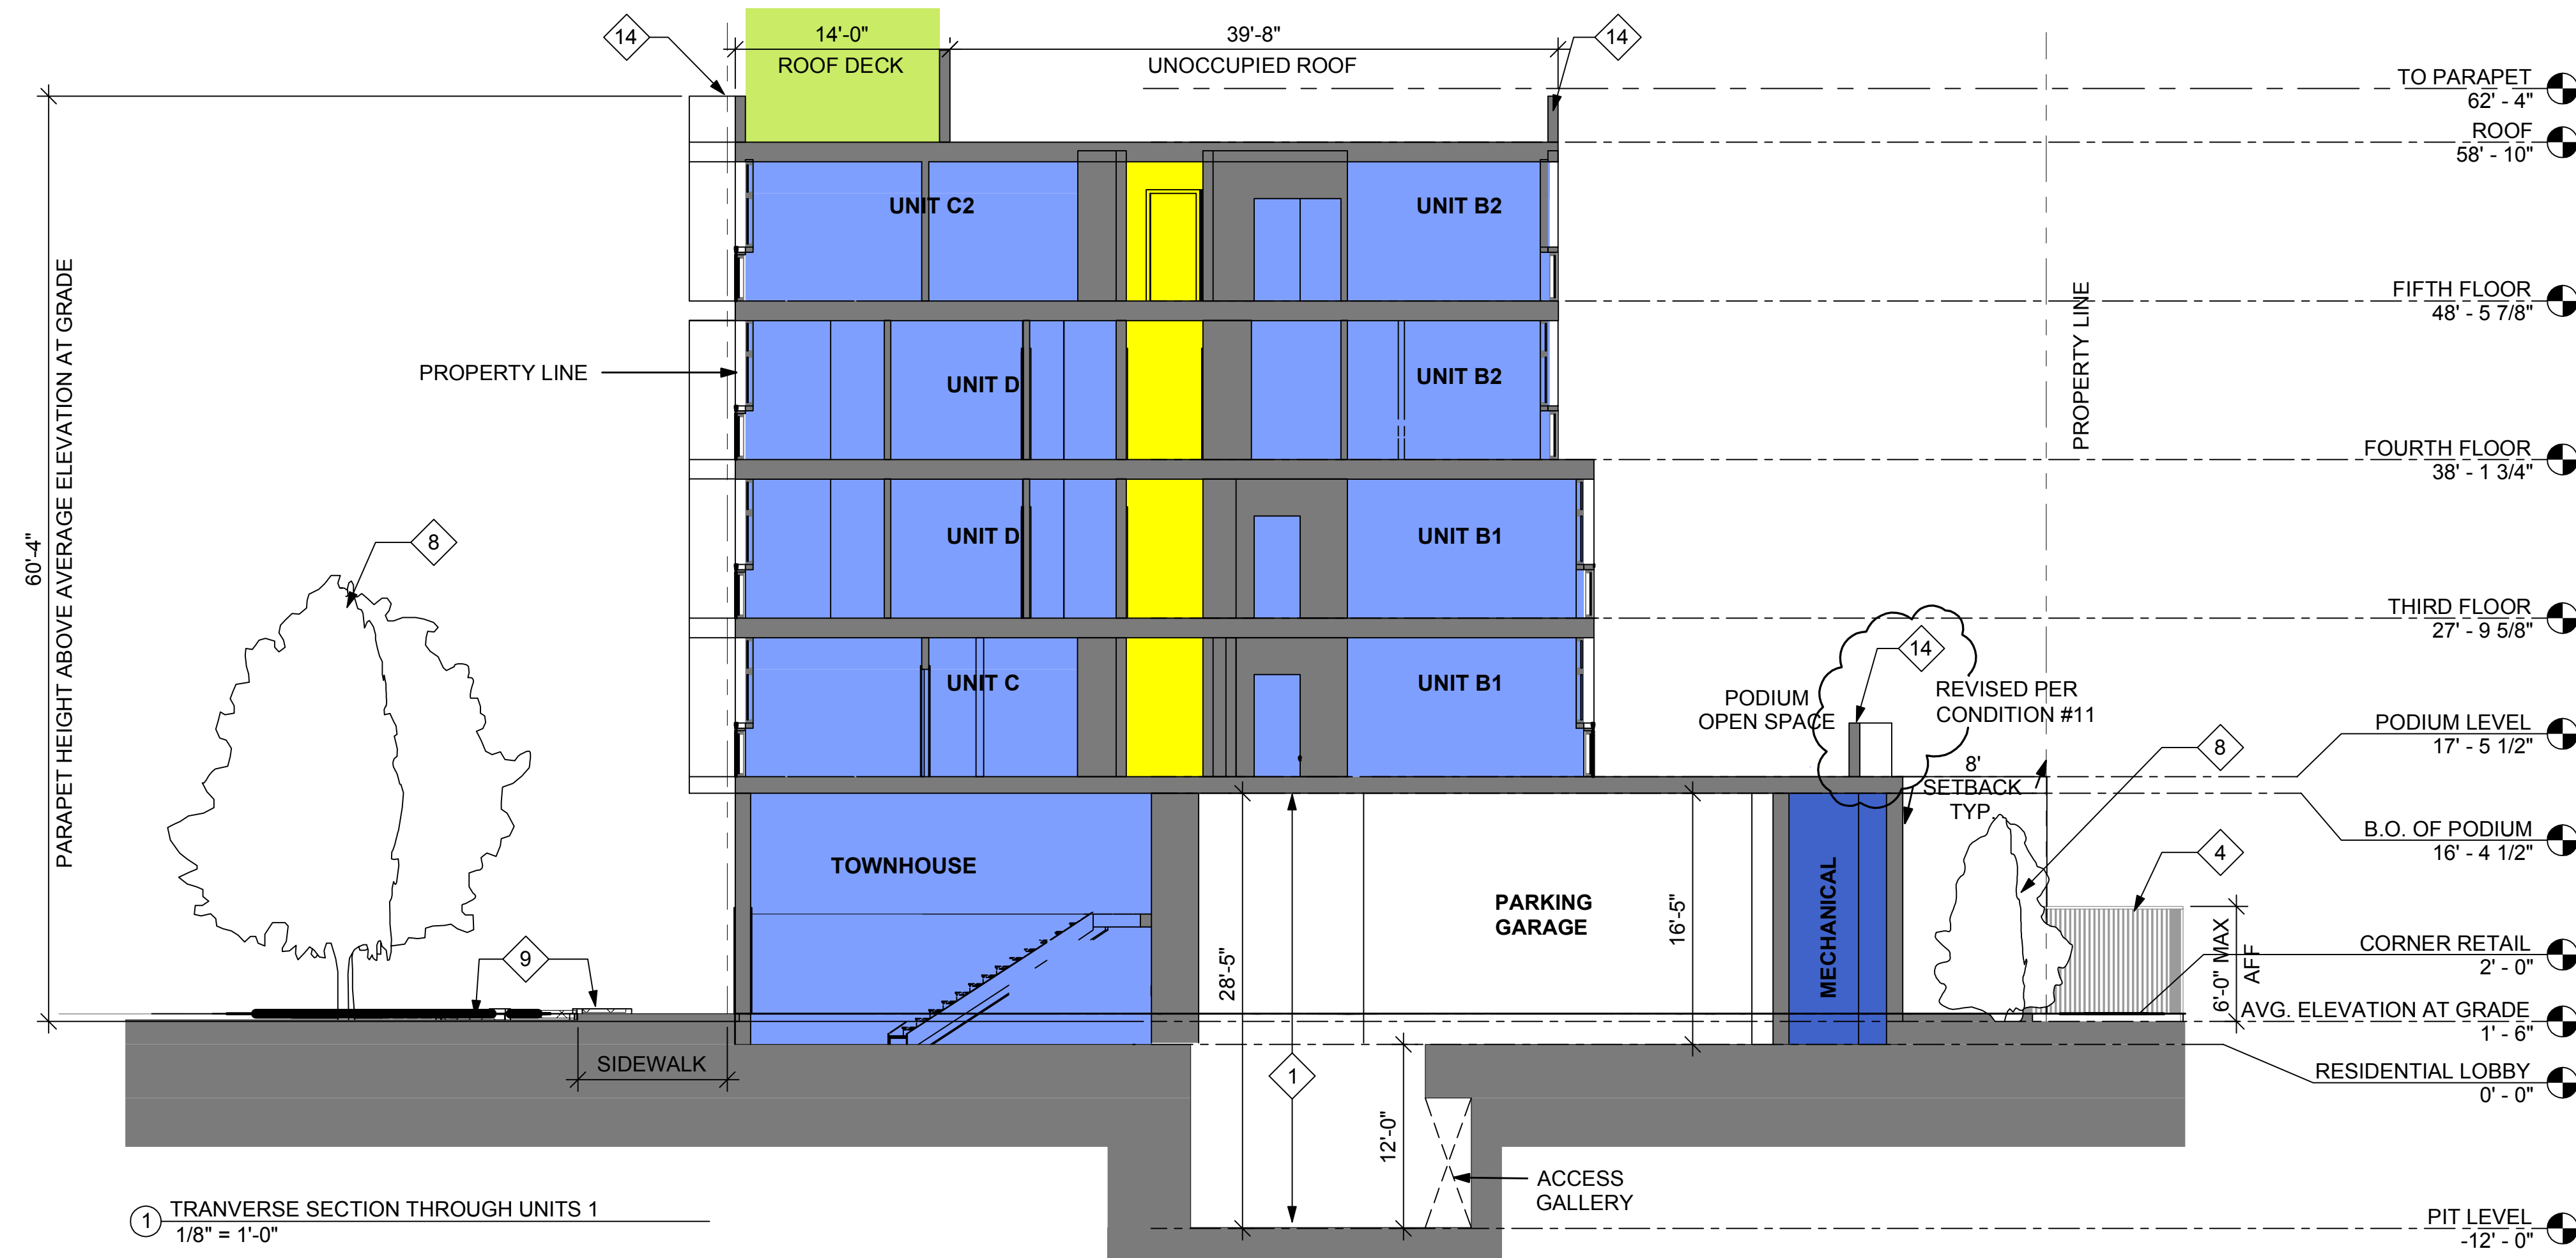 14
14'-0"
39'-8"
14
ROOF DECK
UNOCCUPIED ROOF
TO PARAPET
62' - 4"
ROOF
58' - 10"
UNIT C2
UNIT B2
FIFTH FLOOR
48' - 5 7/8"
PROPERTY LINE
UNIT D
UNIT B2
PROPERTY LINE
FOURTH FLOOR
38' - 1 3/4"
60'-4"
PARAPET HEIGHT ABOVE AVERAGE ELEVATION AT GRADE
8
UNIT D
UNIT B1
THIRD FLOOR
27' - 9 5/8"
14
UNIT C
UNIT B1
PODIUM
OPEN SPACE
REVISED PER
CONDITION #11
PODIUM LEVEL
17' - 5 1/2"
8
8'
SETBACK
TYP.
B.O. OF PODIUM
16' - 4 1/2"
4
TOWNHOUSE
PARKING
GARAGE
MECHANICAL
16'-5"
28'-5"
6'-0" MAX
AFF
CORNER RETAIL
2' - 0"
9
AVG. ELEVATION AT GRADE
1' - 6"
SIDEWALK
1
RESIDENTIAL LOBBY
0' - 0"
12'-0"
ACCESS
GALLERY
1
TRANVERSE SECTION THROUGH UNITS 1
1/8" = 1'-0"
PIT LEVEL
-12' - 0"